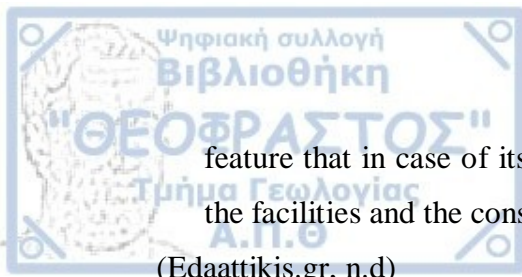 Ψηφιακή συλλογή
Βιβλιοθήκη
"ΘΕΟΦΡΑΣΤΟΣ"
feature that in case of its
Τμήμα Γεωλογίας
the facilities and the cons
Α.Π.Θ
(Edaattikis.gr, n.d)